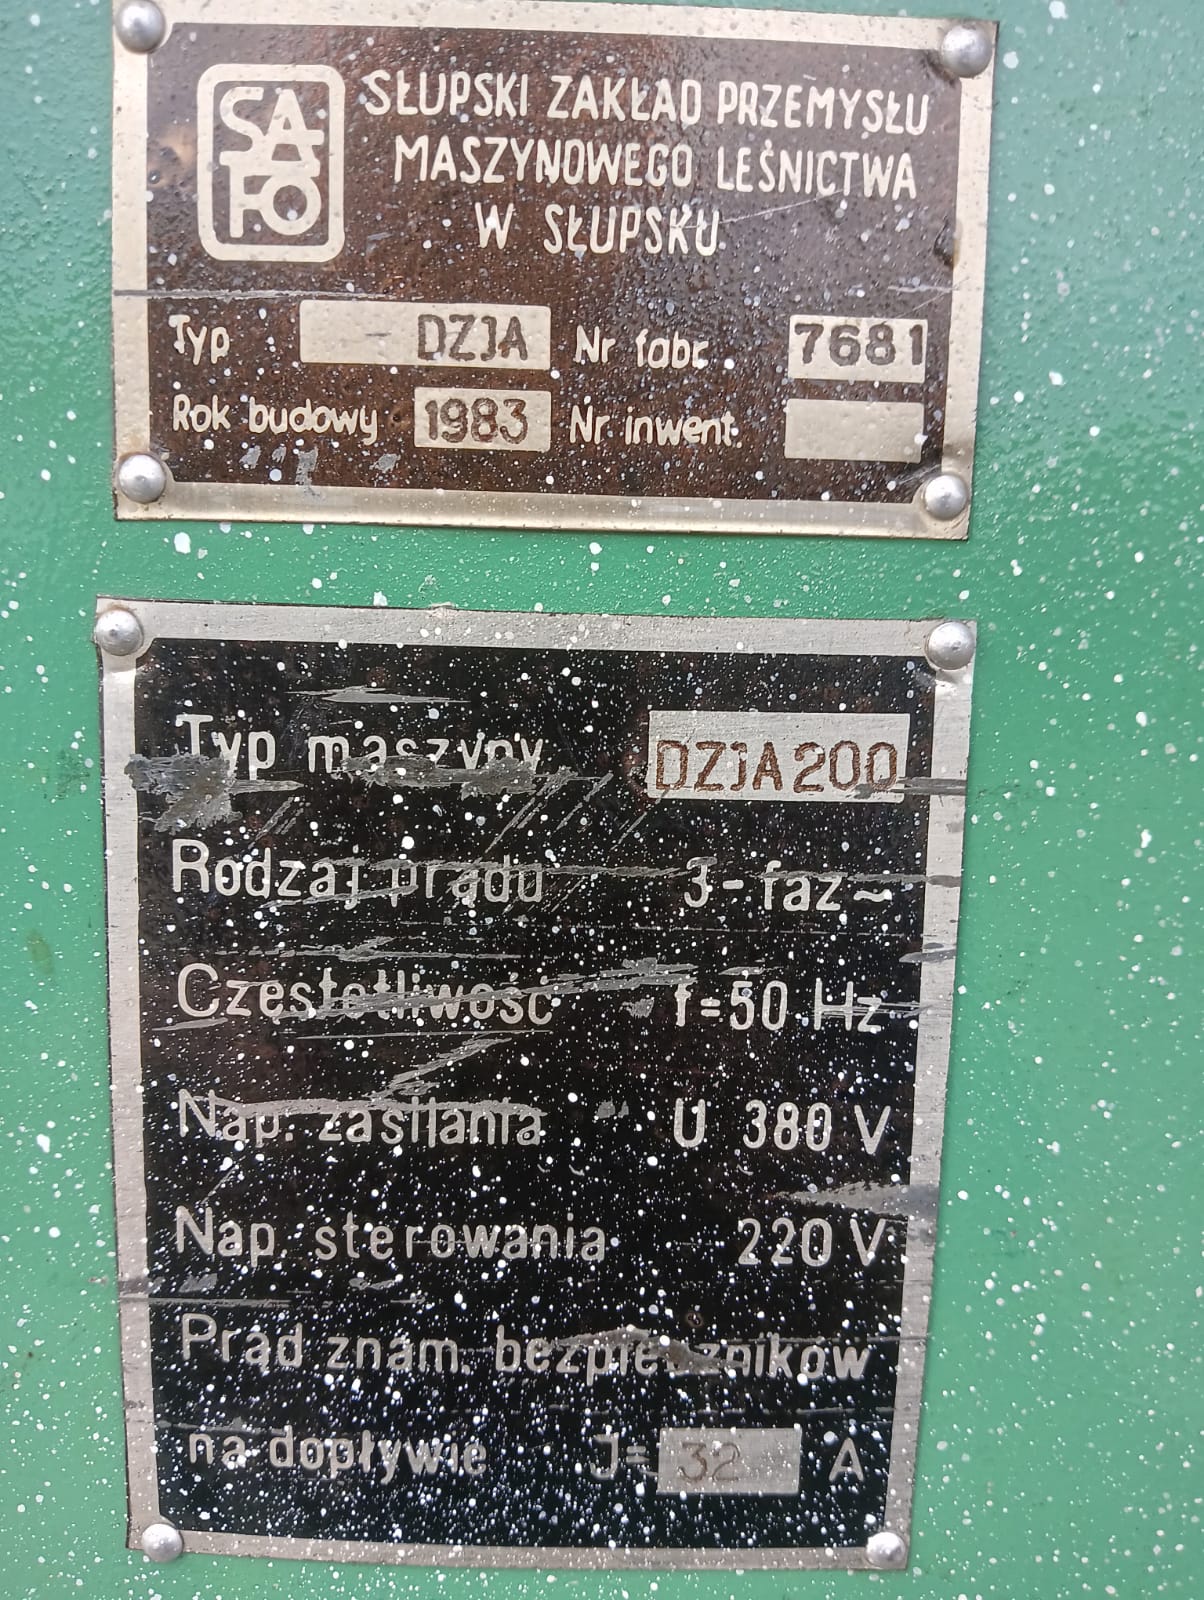 SAFO
SŁUPSKI ZAKŁAD PRZEMYSŁU
MASZYNOWEGO LEŚNICTWA
W SŁUPSKU
Typ DZJA Nr fabr. 7681
Rok budowy 1983 Nr inwent.
Typ maszyny DZJA200
Rodzaj prądu 3-faz~
Częstotliwość f=50 Hz
Nap. zasilania U 380 V
Nap. sterowania 220 V
Prąd znam. bezpieczników
na dopływie J= 32 A